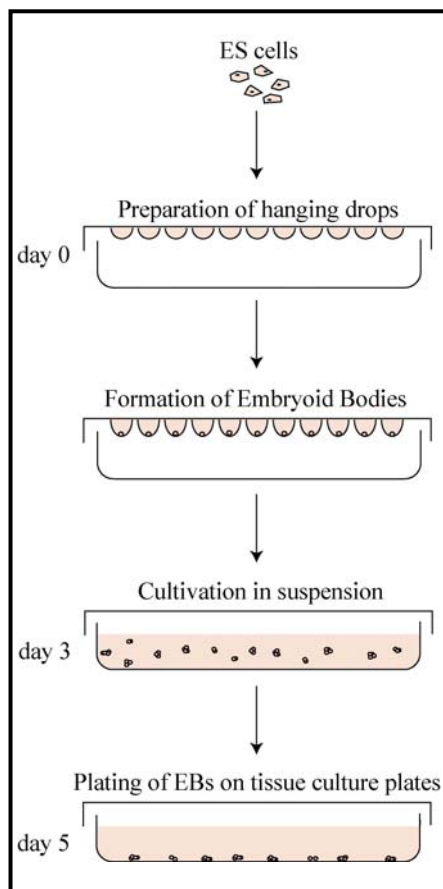 ES cells
Preparation of hanging drops
day 0
Formation of Embryoid Bodies
Cultivation in suspension
day 3
Plating of EBs on tissue culture plates
day 5